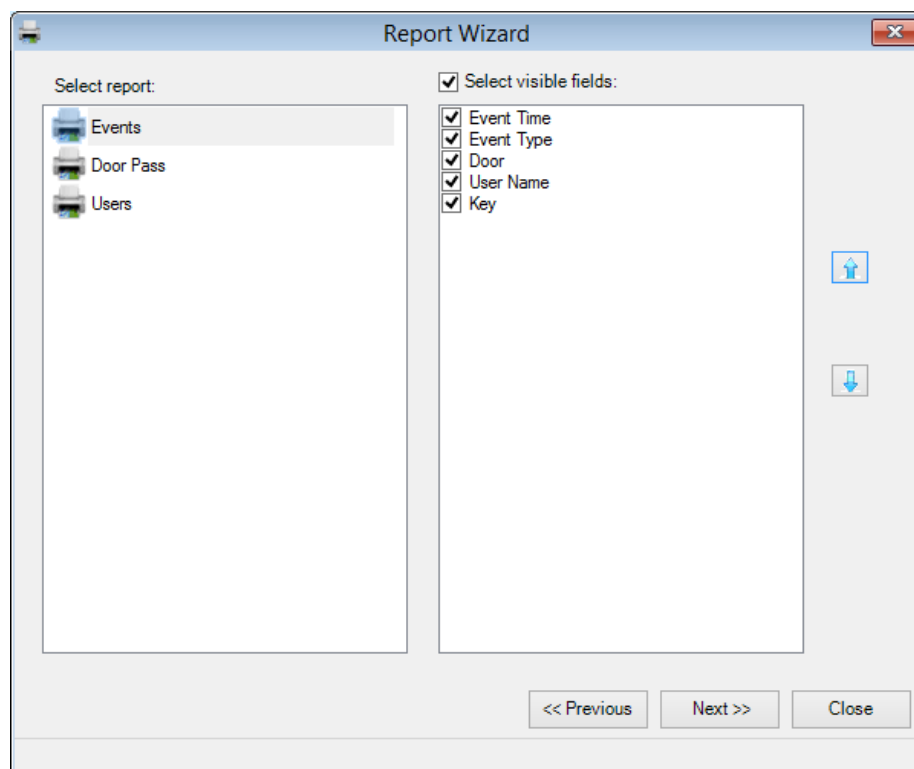 Report Wizard
Select report:
Events
Door Pass
Users
Select visible fields:
Event Time
Event Type
Door
User Name
Key
<< Previous
Next >>
Close